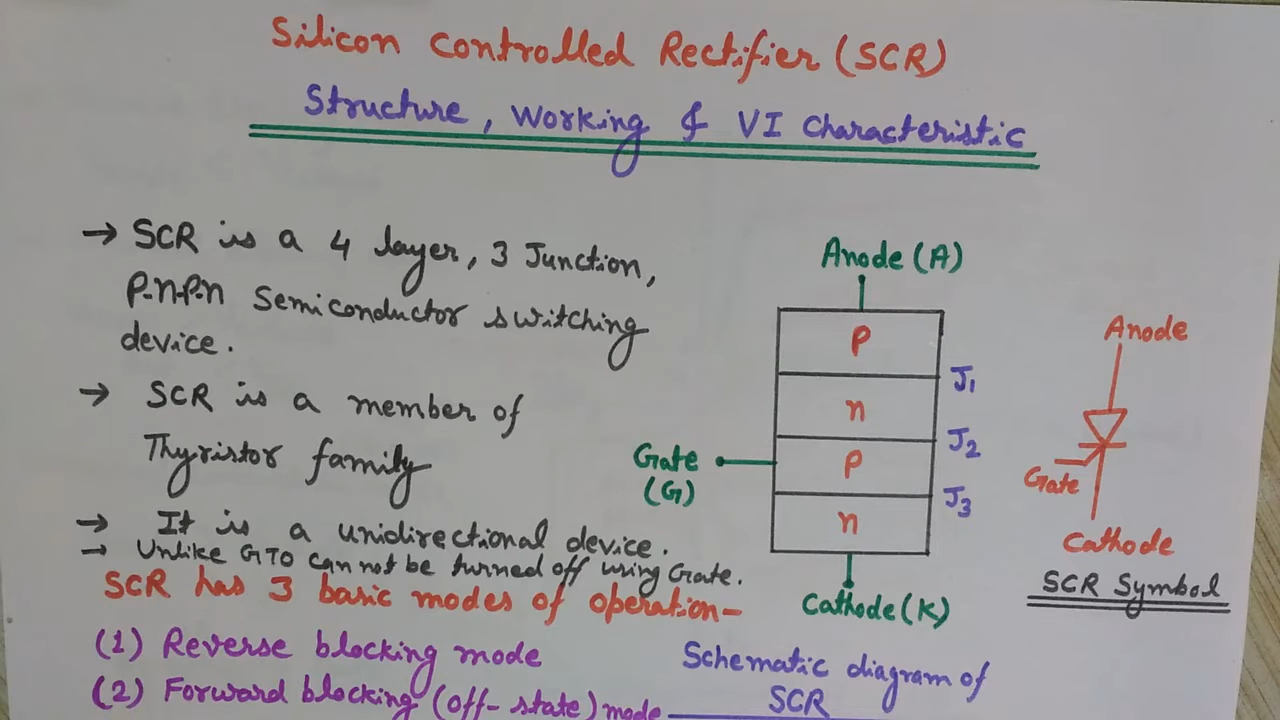 Silicon Controlled Rectifier (SCR)
Structure, Working & VI Characteristic
→ SCR is a 4 layer, 3 Junction,
P-n-P-n Semiconductor switching
device.
→ SCR is a member of
Thyristor family
→ It is a unidirectional device.
→ Unlike GTO cannot be turned off using Gate.
SCR has 3 basic modes of operation-
(1) Reverse blocking mode
(2) Forward blocking (off-state) mode
Anode (A)
P
J1
n
J2
Gate
(G)
P
J3
n
Cathode (K)
Schematic diagram of
SCR
Anode
Gate
Cathode
SCR Symbol